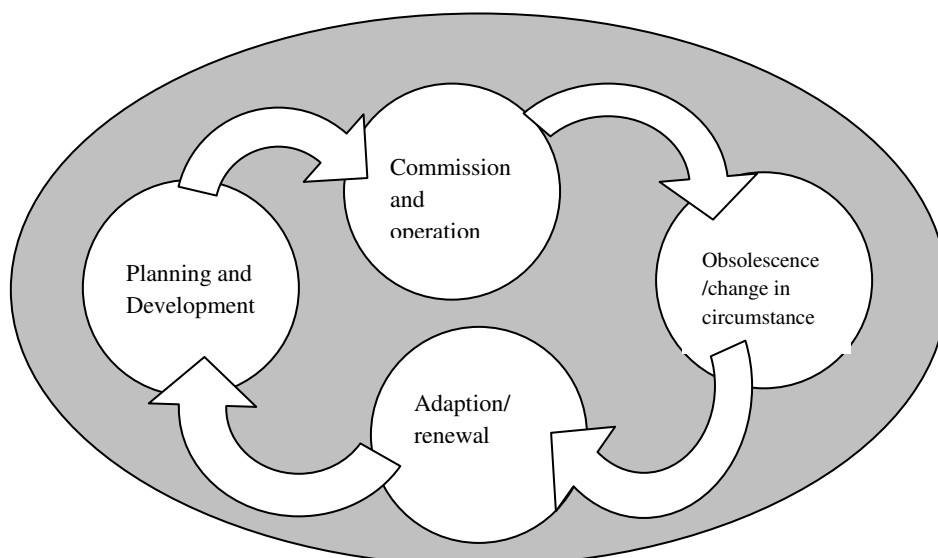 Commission
and
operation
Planning and
Development
Obsolescence
/change in
circumstance
Adaption/
renewal